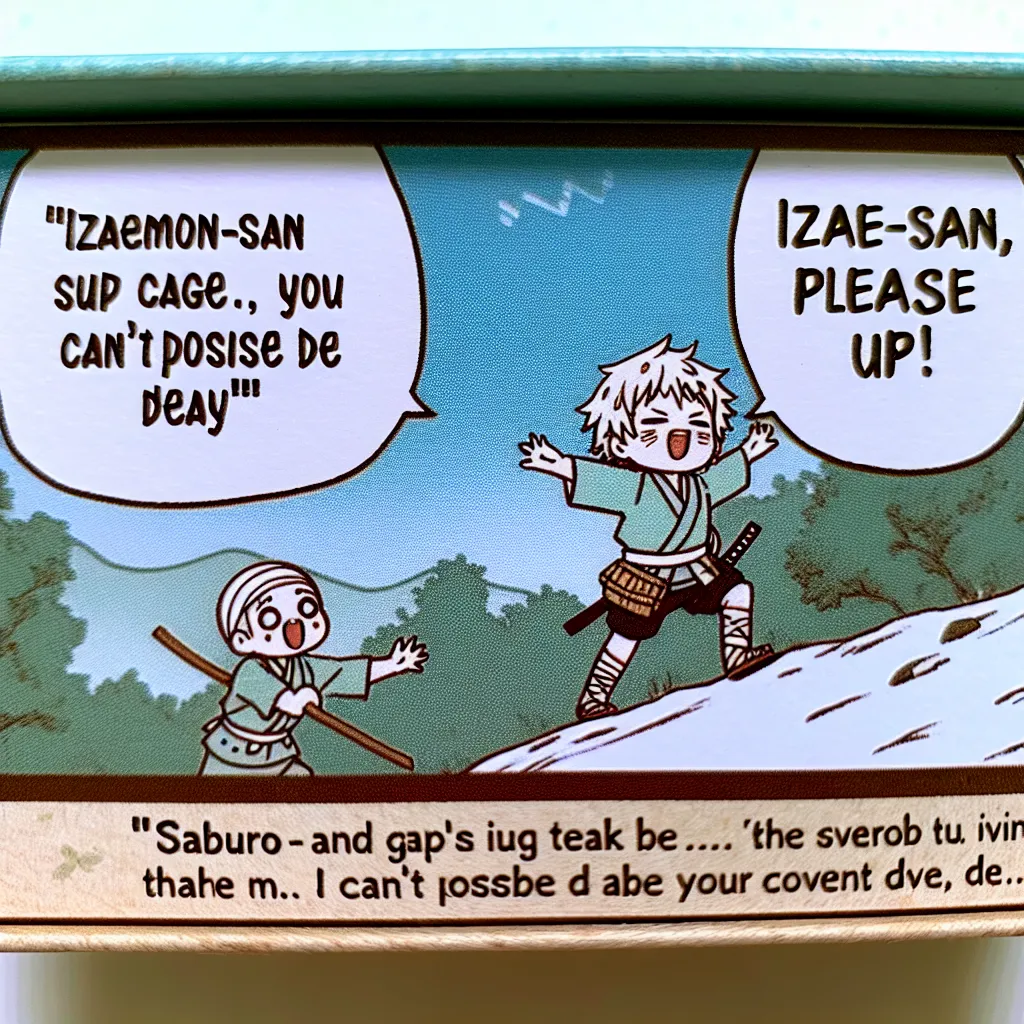 "IZAEMON-SAN
SUP CAGE., YOU
CAN'T POSISE DE
DEAY"'"
IZAE-SAN,
PLEASE
UP!
"Saburo-and gap's iug teak be.... 'the sverob tu. ivin
thahe m.. I can't possbe d abe your covent dve, de..